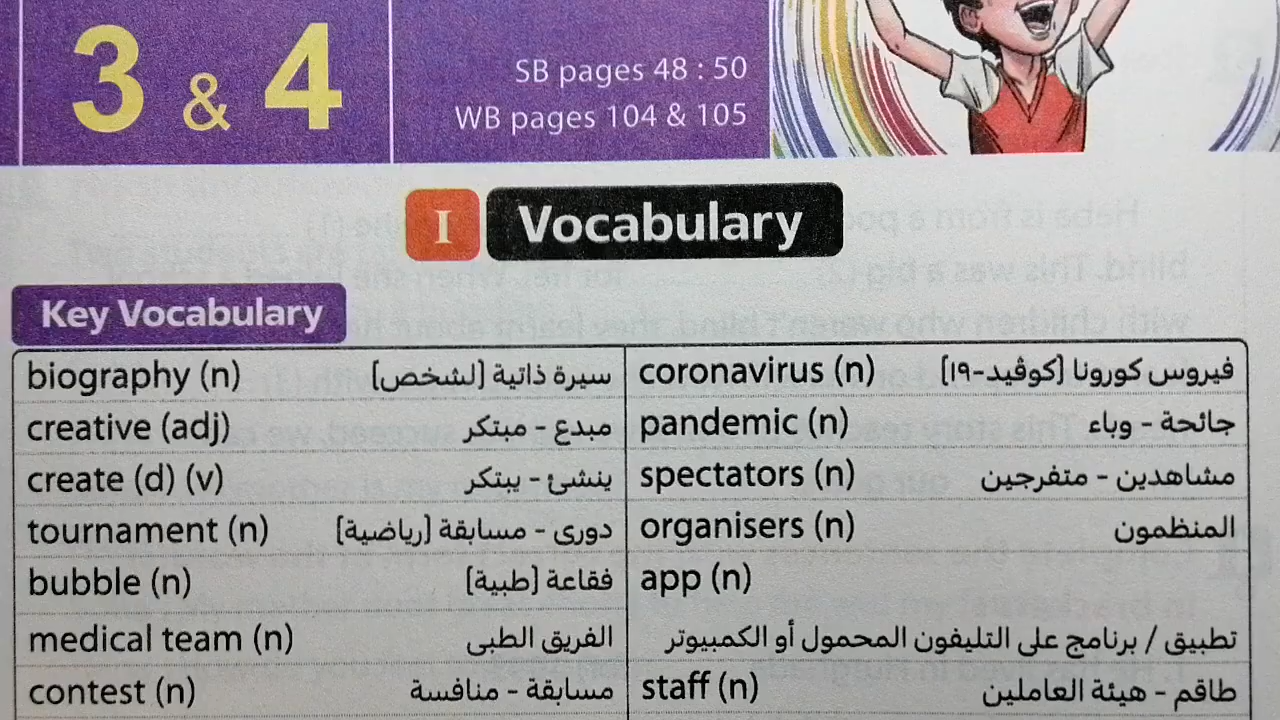 3 & 4
SB pages 48 : 50
WB pages 104 & 105
I Vocabulary
Key Vocabulary
biography (n) سيرة ذاتية [لشخص]
coronavirus (n) فيروس كورونا [كوڤيد-١٩]
creative (adj) مبدع - مبتكر
pandemic (n) جائحة - وباء
create (d) (v) ينشئ - يبتكر
spectators (n) مشاهدين - متفرجين
tournament (n) دورى - مسابقة [رياضية]
organisers (n) المنظمون
bubble (n) فقاعة [طبية]
app (n)
medical team (n) الفريق الطبى
تطبيق / برنامج على التليفون المحمول أو الكمبيوتر
contest (n) مسابقة - منافسة
staff (n) طاقم - هيئة العاملين